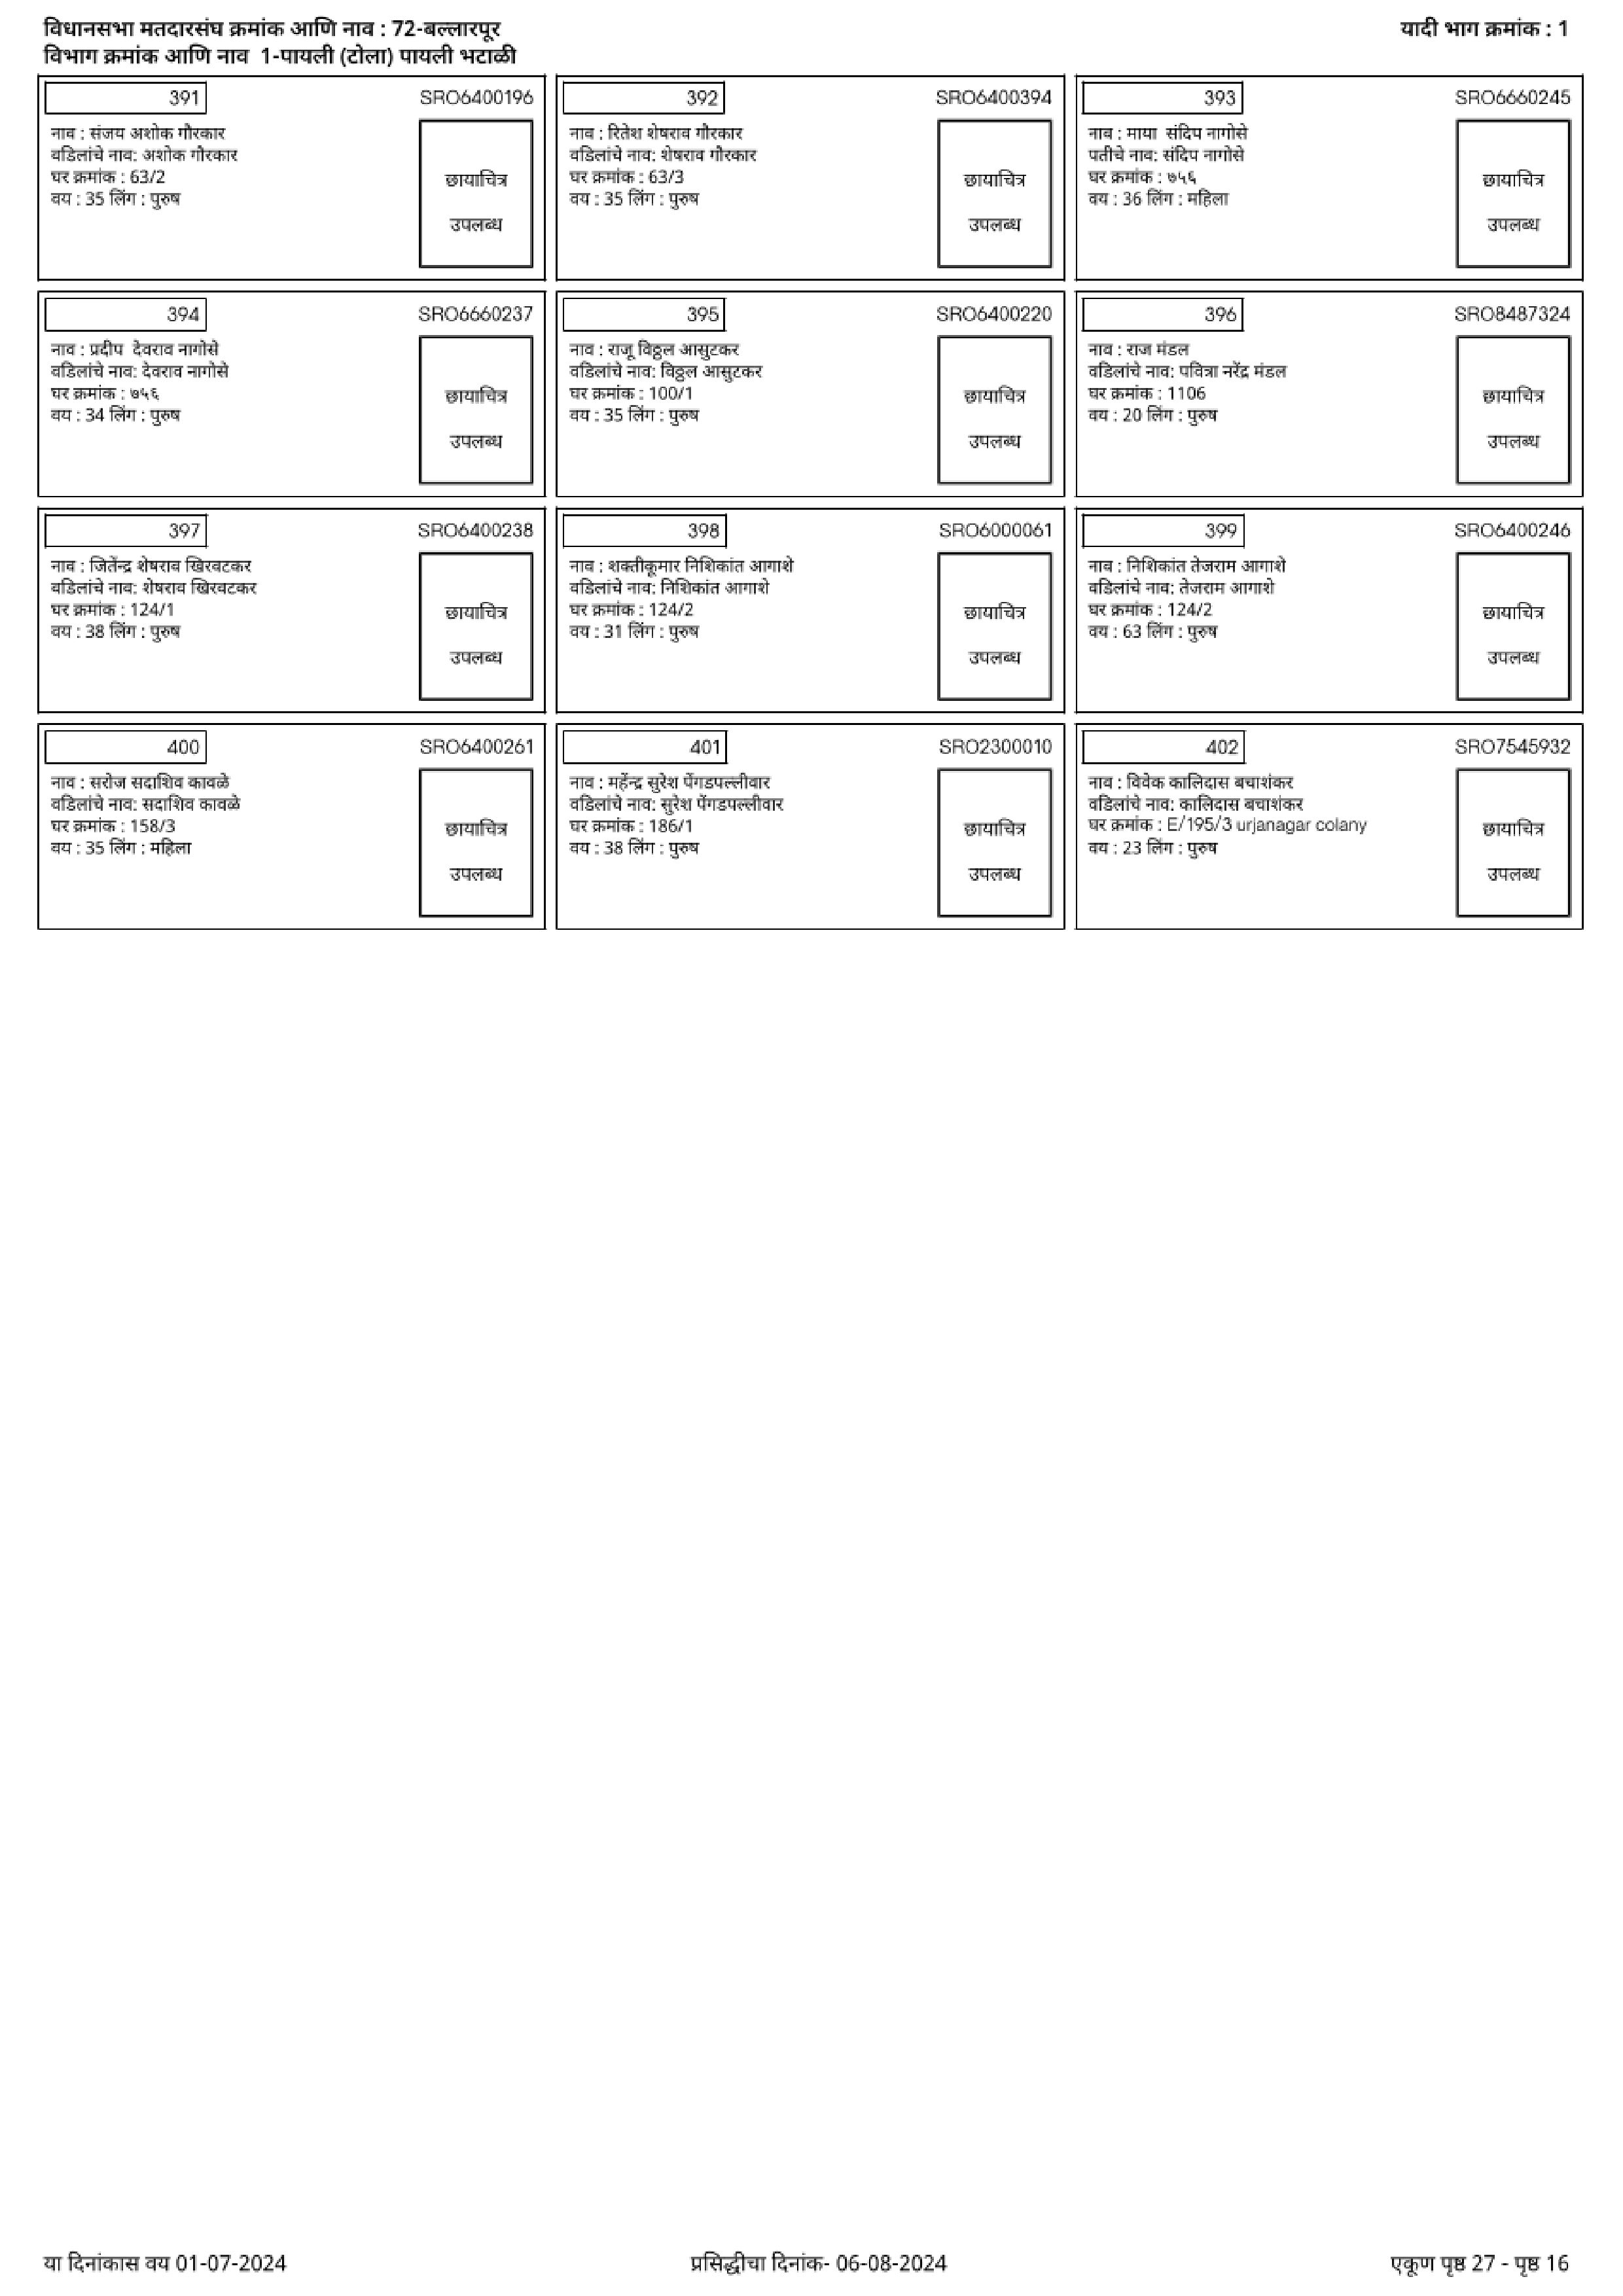 विधानसभा मतदारसंघ क्रमांक आणि नाव : 72-बल्लारपूर
यादी भाग क्रमांक : 1
विभाग क्रमांक आणि नाव 1-पायली (टोला) पायली भटाळी
391 SRO6400196
नाव : संजय अशोक गौरकार
वडिलांचे नाव: अशोक गौरकार
घर क्रमांक : 63/2
वय : 35 लिंग : पुरुष
छायाचित्र
उपलब्ध
392 SRO6400394
नाव : रितेश शेषराव गौरकार
वडिलांचे नाव: शेषराव गौरकार
घर क्रमांक : 63/3
वय : 35 लिंग : पुरुष
छायाचित्र
उपलब्ध
393 SRO6660245
नाव : माया संदिप नागोसे
पतीचे नाव: संदिप नागोसे
घर क्रमांक : ७५६
वय : 36 लिंग : महिला
छायाचित्र
उपलब्ध
394 SRO6660237
नाव : प्रदीप देवराव नागोसे
वडिलांचे नाव: देवराव नागोसे
घर क्रमांक : ७५६
वय : 34 लिंग : पुरुष
छायाचित्र
उपलब्ध
395 SRO6400220
नाव : राजू विठ्ठल आसुटकर
वडिलांचे नाव: विठ्ठल आसुटकर
घर क्रमांक : 100/1
वय : 35 लिंग : पुरुष
छायाचित्र
उपलब्ध
396 SRO8487324
नाव : राज मंडल
वडिलांचे नाव: पवित्रा नरेंद्र मंडल
घर क्रमांक : 1106
वय : 20 लिंग : पुरुष
छायाचित्र
उपलब्ध
397 SRO6400238
नाव : जितेंन्द्र शेषराव खिरवटकर
वडिलांचे नाव: शेषराव खिरवटकर
घर क्रमांक : 124/1
वय : 38 लिंग : पुरुष
छायाचित्र
उपलब्ध
398 SRO6000061
नाव : शक्तीकूमार निशिकांत आगाशे
वडिलांचे नाव: निशिकांत आगाशे
घर क्रमांक : 124/2
वय : 31 लिंग : पुरुष
छायाचित्र
उपलब्ध
399 SRO6400246
नाव : निशिकांत तेजराम आगाशे
वडिलांचे नाव: तेजराम आगाशे
घर क्रमांक : 124/2
वय : 63 लिंग : पुरुष
छायाचित्र
उपलब्ध
400 SRO6400261
नाव : सरोज सदाशिव कावळे
वडिलांचे नाव: सदाशिव कावळे
घर क्रमांक : 158/3
वय : 35 लिंग : महिला
छायाचित्र
उपलब्ध
401 SRO2300010
नाव : महेंन्द्र सुरेश पेंगडपल्लीवार
वडिलांचे नाव: सुरेश पेंगडपल्लीवार
घर क्रमांक : 186/1
वय : 38 लिंग : पुरुष
छायाचित्र
उपलब्ध
402 SRO7545932
नाव : विवेक कालिदास बचाशंकर
वडिलांचे नाव: कालिदास बचाशंकर
घर क्रमांक : E/195/3 urjanagar colany
वय : 23 लिंग : पुरुष
छायाचित्र
उपलब्ध
या दिनांकास वय 01-07-2024
प्रसिद्धीचा दिनांक- 06-08-2024
एकूण पृष्ठ 27 - पृष्ठ 16